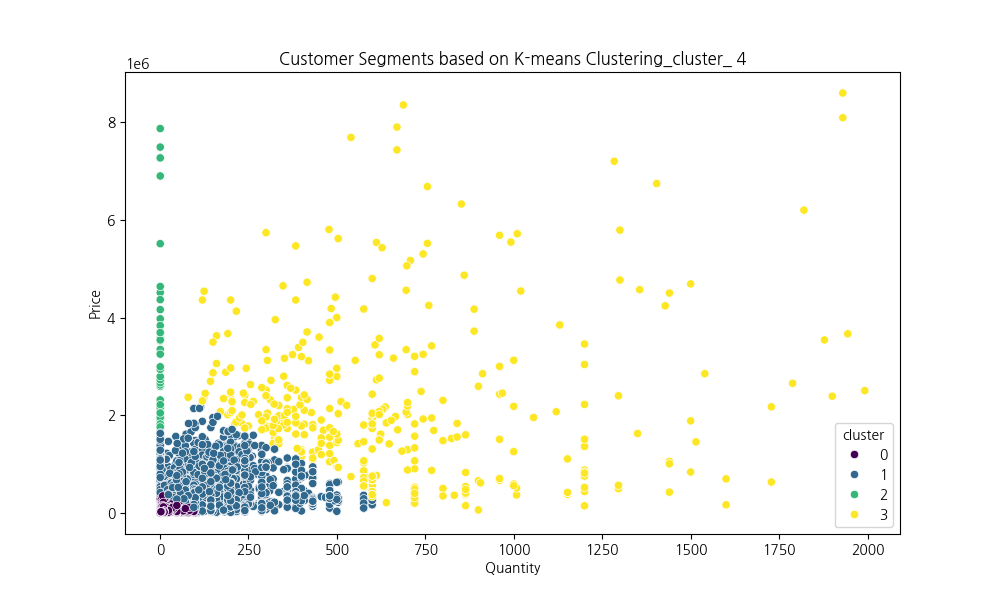 Customer Segments based on K-means Clustering_cluster_ 4
1e6
8
6
4
2
0
Price
0 250 500 750 1000 1250 1500 1750 2000
Quantity
cluster
0
1
2
3